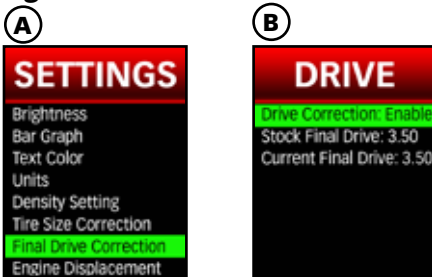 A
SETTINGS
Brightness
Bar Graph
Text Color
Units
Density Setting
Tire Size Correction
Final Drive Correction
Engine Displacement
B
DRIVE
Drive Correction: Enable
Stock Final Drive: 3.50
Current Final Drive: 3.50